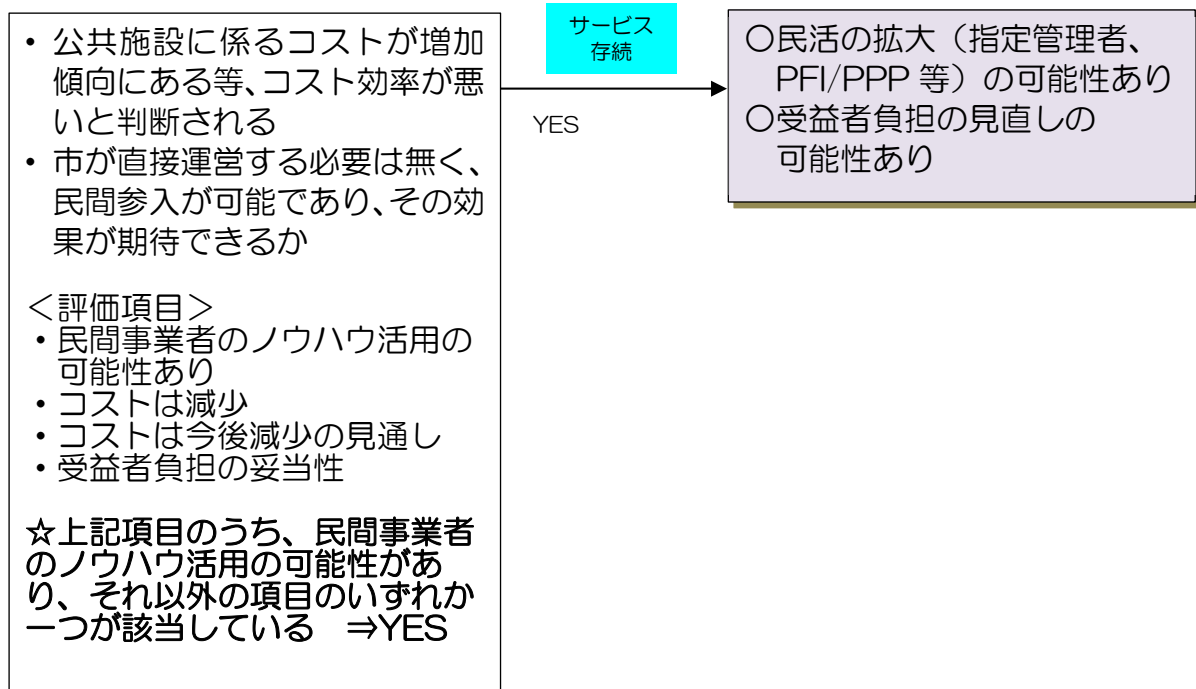 ・ 公共施設に係るコストが増加
傾向にある等、コスト効率が悪
いと判断される
・ 市が直接運営する必要は無く、
民間参入が可能であり、その効
果が期待できるか
＜評価項目＞
・民間事業者のノウハウ活用の
可能性あり
・コストは減少
・コストは今後減少の見通し
・受益者負担の妥当性
☆上記項目のうち、民間事業者
のノウハウ活用の可能性があ
り、それ以外の項目のいずれか
一つが該当している　⇒YES
サービス
存続
YES
○民活の拡大（指定管理者、
PFI/PPP 等）の可能性あり
○受益者負担の見直しの
可能性あり